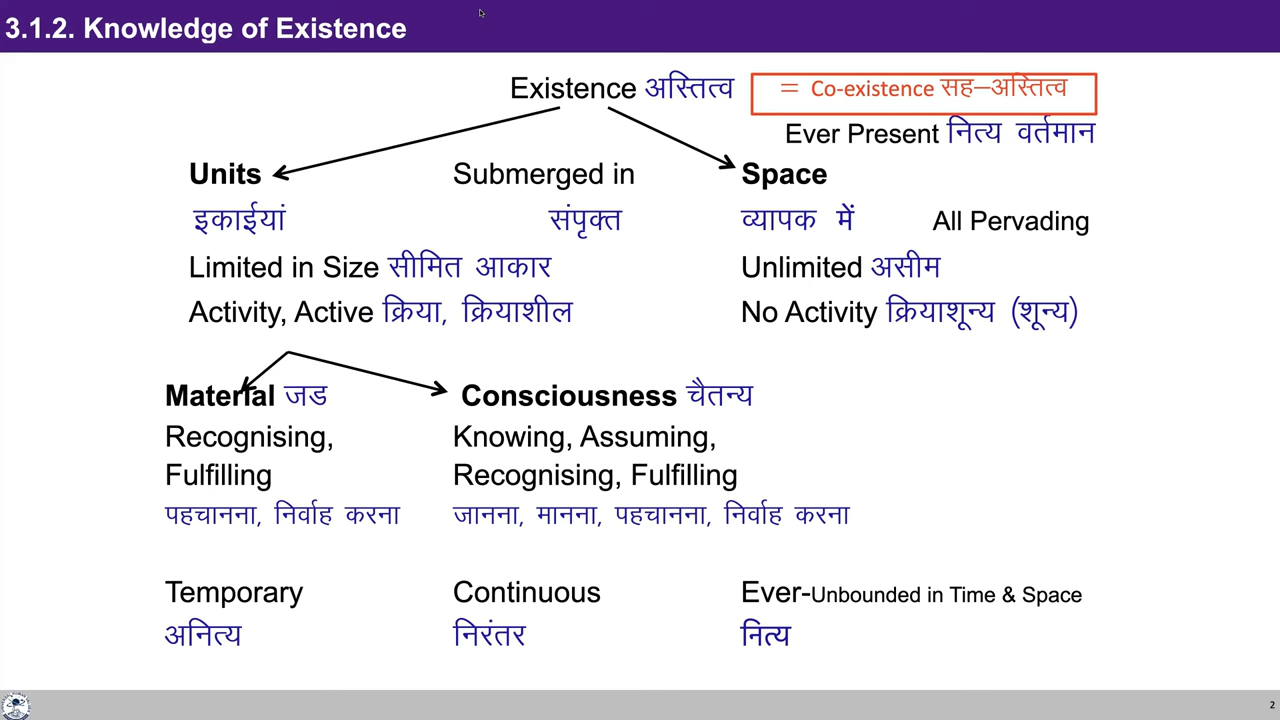 3.1.2. Knowledge of Existence
Existence अस्तित्व = Co-existence सह–अस्तित्व
Ever Present नित्य वर्तमान
Units Submerged in Space
इकाईयां संपृक्त व्यापक में All Pervading
Limited in Size सीमित आकार Unlimited असीम
Activity, Active क्रिया, क्रियाशील No Activity क्रियाशून्य (शून्य)
Material जड Consciousness चैतन्य
Recognising, Knowing, Assuming,
Fulfilling Recognising, Fulfilling
पहचानना, निर्वाह करना जानना, मानना, पहचानना, निर्वाह करना
Temporary Continuous Ever-Unbounded in Time & Space
अनित्य निरंतर नित्य
2